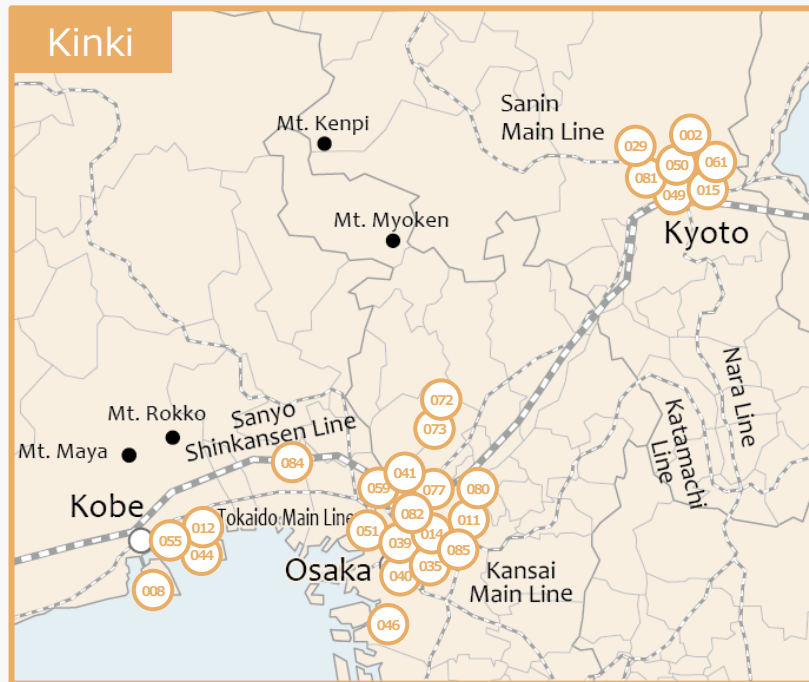 Kinki
Mt. Kenpi
Sanin
Main Line
002
029
050
061
081
015
049
Mt. Myoken
Kyoto
Nara Line
Katamachi
Line
072
073
Mt. Rokko
Sanyo
Shinkansen Line
Mt. Maya
084
041
059
077
080
Kobe
Tokaido Main Line
012
055
044
008
082
011
051
014
039
085
Osaka
035
040
Kansai
Main Line
046